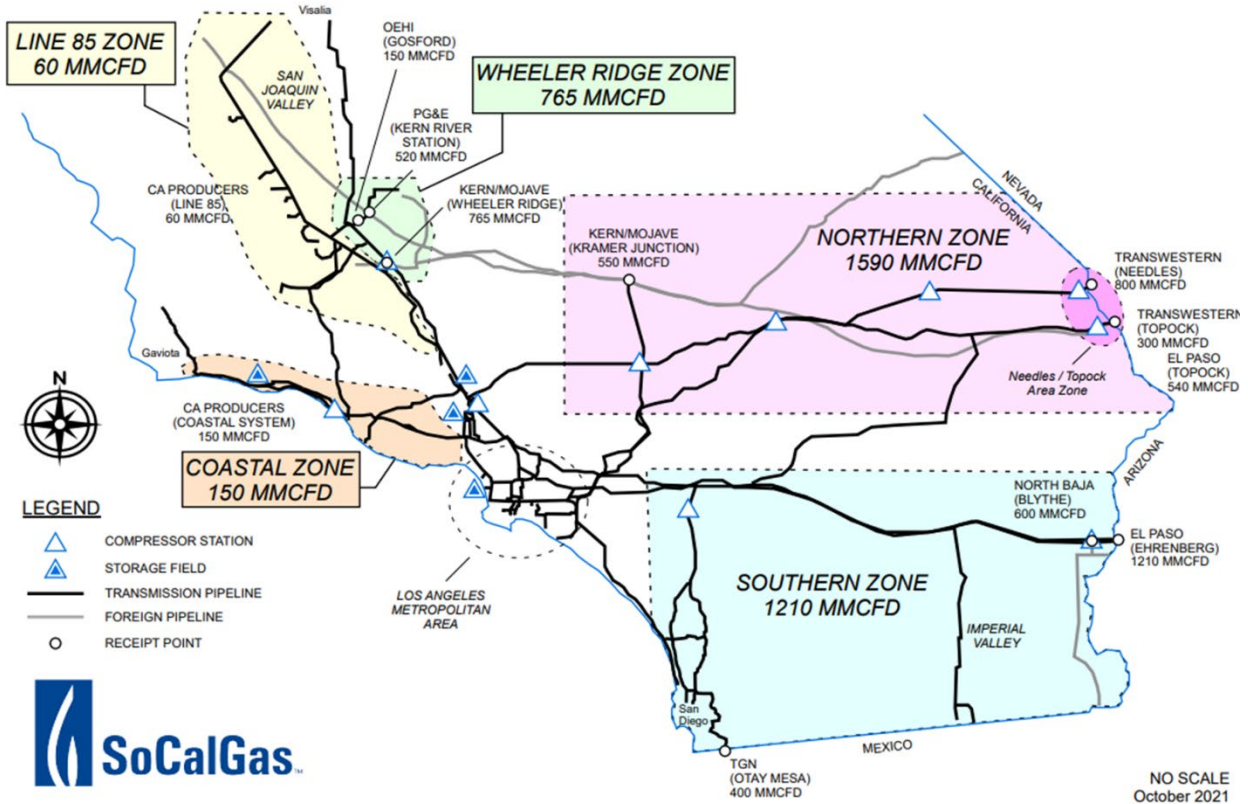 Visalia
LINE 85 ZONE
60 MMCFD
OEHI
(GOSFORD)
150 MMCFD
SAN
JOAQUIN
VALLEY
WHEELER RIDGE ZONE
765 MMCFD
PG&E
(KERN RIVER
STATION)
520 MMCFD
CA PRODUCERS
(LINE 85)
60 MMCFD
KERN/MOJAVE
(WHEELER RIDGE)
765 MMCFD
NEVADA
CALIFORNIA
KERN/MOJAVE
(KRAMER JUNCTION)
550 MMCFD
NORTHERN ZONE
1590 MMCFD
TRANSWESTERN
(NEEDLES)
800 MMCFD
TRANSWESTERN
(TOPOCK)
300 MMCFD
EL PASO
(TOPOCK)
540 MMCFD
Needles / Topock
Area Zone
Gaviota
N
CA PRODUCERS
(COASTAL SYSTEM)
150 MMCFD
COASTAL ZONE
150 MMCFD
ARIZONA
NORTH BAJA
(BLYTHE)
600 MMCFD
EL PASO
(EHRENBERG)
1210 MMCFD
LEGEND
COMPRESSOR STATION
STORAGE FIELD
TRANSMISSION PIPELINE
FOREIGN PIPELINE
RECEIPT POINT
LOS ANGELES
METROPOLITAN
AREA
SOUTHERN ZONE
1210 MMCFD
IMPERIAL
VALLEY
San
Diego
MEXICO
TGN
(OTAY MESA)
400 MMCFD
SoCalGas™
NO SCALE
October 2021